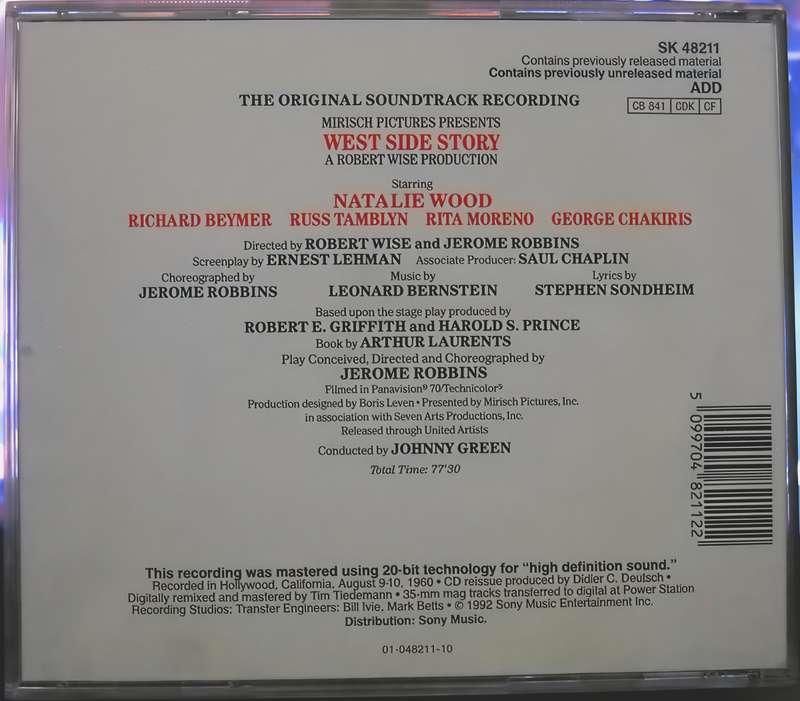 SK 48211
Contains previously released material
Contains previously unreleased material
ADD
CB 841 CDK CF
THE ORIGINAL SOUNDTRACK RECORDING
MIRISCH PICTURES PRESENTS
WEST SIDE STORY
A ROBERT WISE PRODUCTION
Starring
NATALIE WOOD
RICHARD BEYMER RUSS TAMBLYN RITA MORENO GEORGE CHAKIRIS
Directed by ROBERT WISE and JEROME ROBBINS
Screenplay by ERNEST LEHMAN Associate Producer: SAUL CHAPLIN
Choreographed by Music by Lyrics by
JEROME ROBBINS LEONARD BERNSTEIN STEPHEN SONDHEIM
Based upon the stage play produced by
ROBERT E. GRIFFITH and HAROLD S. PRINCE
Book by ARTHUR LAURENTS
Play Conceived, Directed and Choreographed by
JEROME ROBBINS
Filmed in Panavision® 70/Technicolor®
Production designed by Boris Leven • Presented by Mirisch Pictures, Inc.
in association with Seven Arts Productions, Inc.
Released through United Artists
Conducted by JOHNNY GREEN
Total Time: 77'30
5 099704 821122
This recording was mastered using 20-bit technology for “high definition sound.”
Recorded in Hollywood, California, August 9-10, 1960 • CD reissue produced by Didier C. Deutsch •
Digitally remixed and mastered by Tim Tiedemann • 35-mm mag tracks transferred to digital at Power Station
Recording Studios: Transfer Engineers: Bill Ivie, Mark Betts • © 1992 Sony Music Entertainment Inc.
Distribution: Sony Music.
01-048211-10